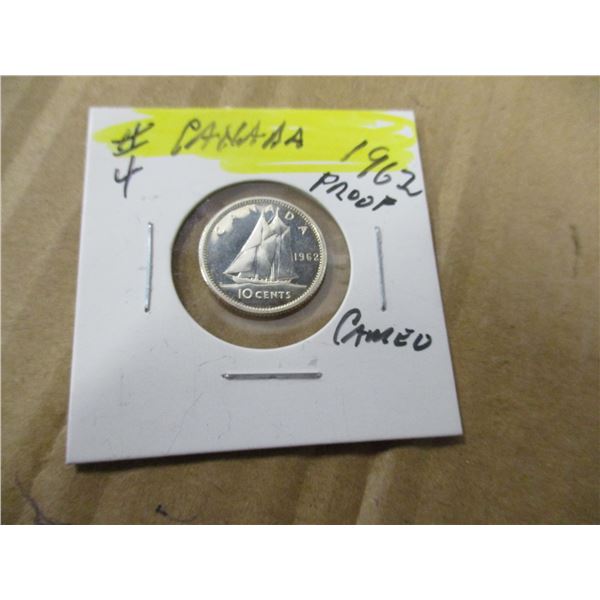 # CANADA 1962
4 PROOF
CANADA
1962
10 CENTS
CAMEO